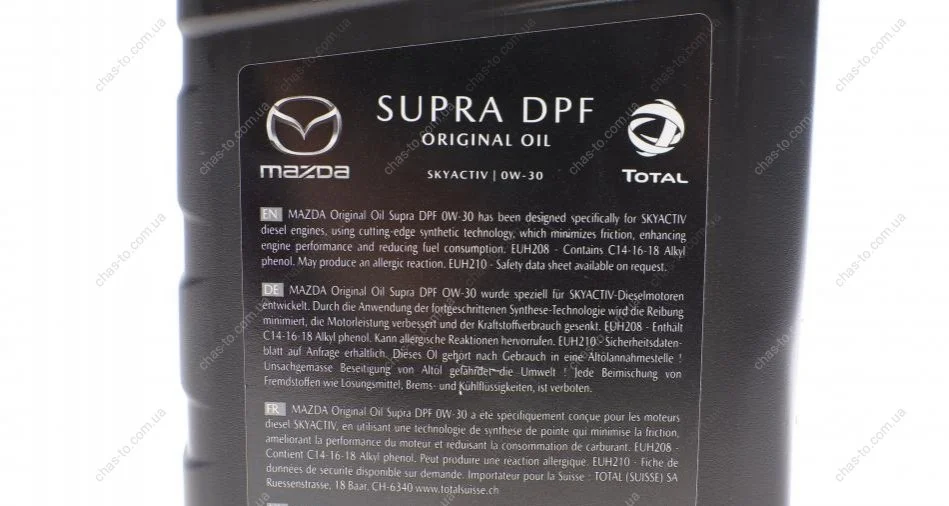 SUPRA DPF
ORIGINAL OIL
SKYACTIV | 0W-30
mazDa
TOTAL
EN MAZDA Original Oil Supra DPF 0W-30 has been designed specifically for SKYACTIV
diesel engines, using cutting-edge synthetic technology, which minimizes friction, enhancing
engine performance and reducing fuel consumption. EUH208 - Contains C14-16-18 Alkyl
phenol. May produce an allergic reaction. EUH210 - Safety data sheet available on request.
DE MAZDA Original Oil Supra DPF 0W-30 wurde speziell für SKYACTIV-Dieselmotoren
entwickelt. Durch die Anwendung der fortgeschrittenen Synthese-Technologie wird die Reibung
minimiert, die Motorleistung verbessert und der Kraftstoffverbrauch gesenkt. EUH208 - Enthält
C14-16-18 Alkyl phenol. Kann allergische Reaktionen hervorrufen. EUH210 - Sicherheitsdaten-
blatt auf Anfrage erhältlich. Dieses Öl gehört nach Gebrauch in eine Altölannahmestelle !
Unsachgemasse Beseitigung von Altöl gefährdet die Umwelt ! Jede Beimischung von
Fremdstoffen wie Lösungsmittel, Brems- und Kühlflüssigkeiten, ist verboten.
FR MAZDA Original Oil Supra DPF 0W-30 a été spécifiquement conçue pour les moteurs
diesel SKYACTIV, en utilisant une technologie de synthèse de pointe qui minimise la friction,
améliorant la performance du moteur et réduisant la consommation de carburant. EUH208 -
Contient C14-16-18 Alkyl phenol. Peut produire une réaction allergique. EUH210 - Fiche de
données de sécurité disponible sur demande. Importateur pour la Suisse : TOTAL (SUISSE) SA
Ruessenstrasse, 18 Baar, CH-6340 www.totalsuisse.ch
chas-to.com.ua